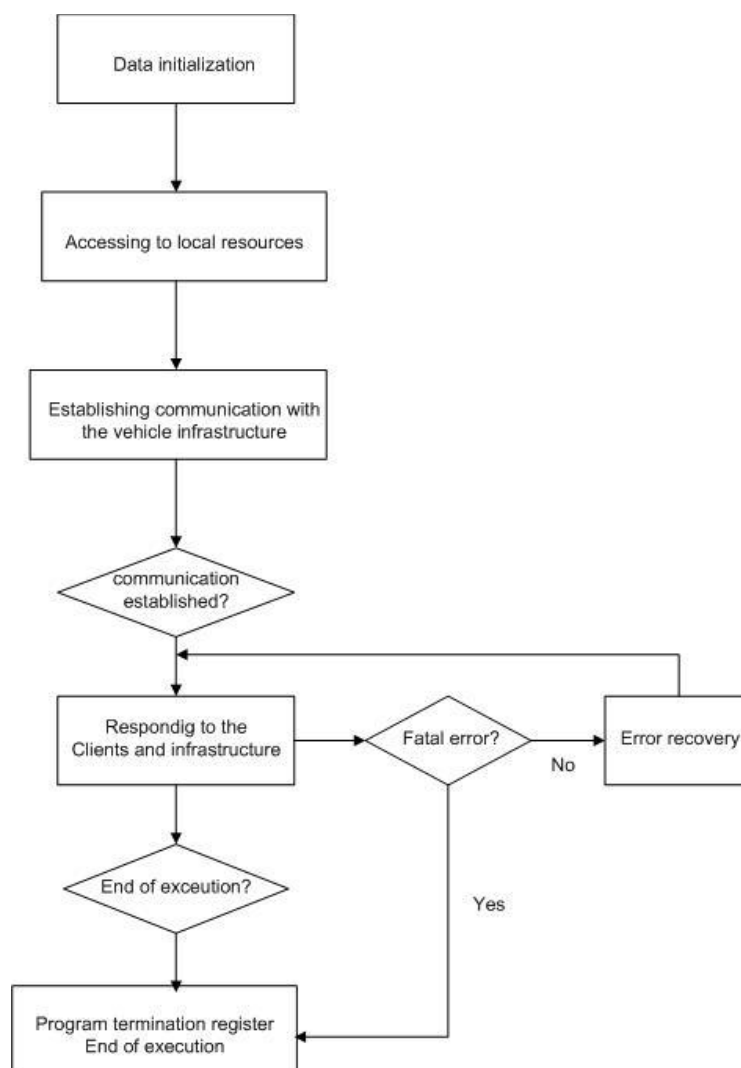 Data initialization
Accessing to local resources
Establishing communication with
the vehicle infrastructure
communication
established?
Respondig to the
Clients and infrastructure
Fatal error?
No
Error recovery
End of exceution?
Yes
Program termination register
End of execution